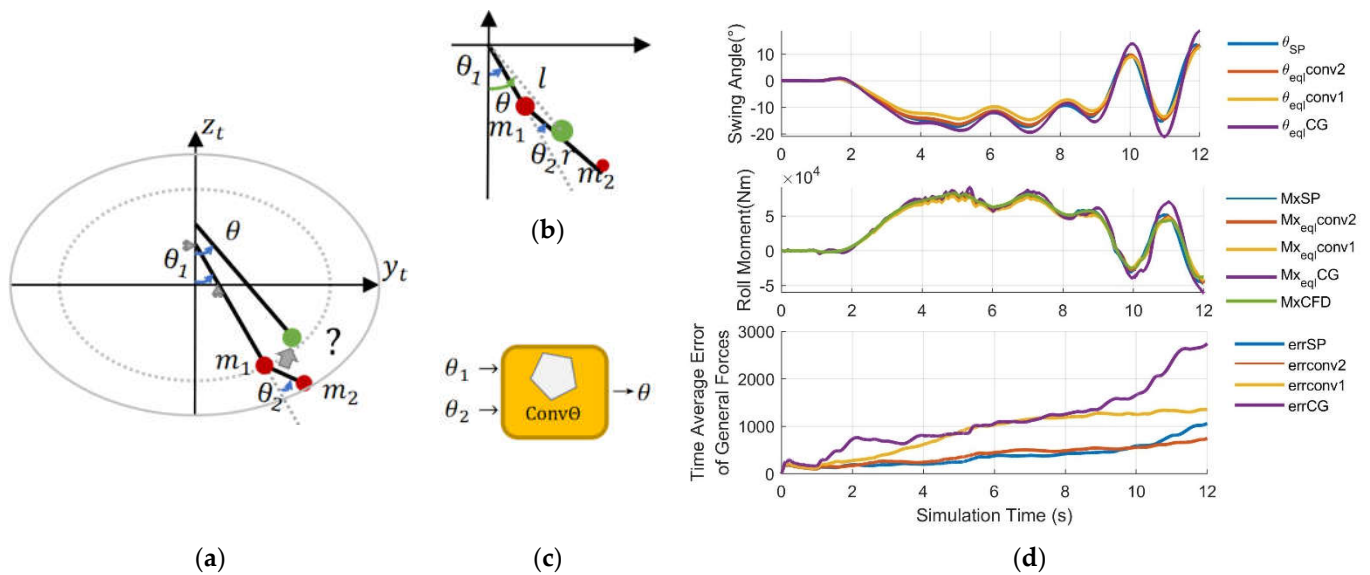 z_t
θ
θ_1
y_t
?
m_1
θ_2
m_2
(a)
θ_1
l
θ
m_1
θ_2
r
m_2
(b)
θ_1 →
θ_2 →
ConvΘ
→ θ
(c)
Swing Angle(°)
10
0
-10
-20
0 2 4 6 8 10 12
θ_SP
θ_eql conv2
θ_eql conv1
θ_eql CG
×10^4
Roll Moment(Nm)
5
0
-5
0 2 4 6 8 10 12
MxSP
Mx_eql conv2
Mx_eql conv1
Mx_eql CG
MxCFD
Time Average Error
of General Forces
3000
2000
1000
0
0 2 4 6 8 10 12
Simulation Time (s)
errSP
errconv2
errconv1
errCG
(d)